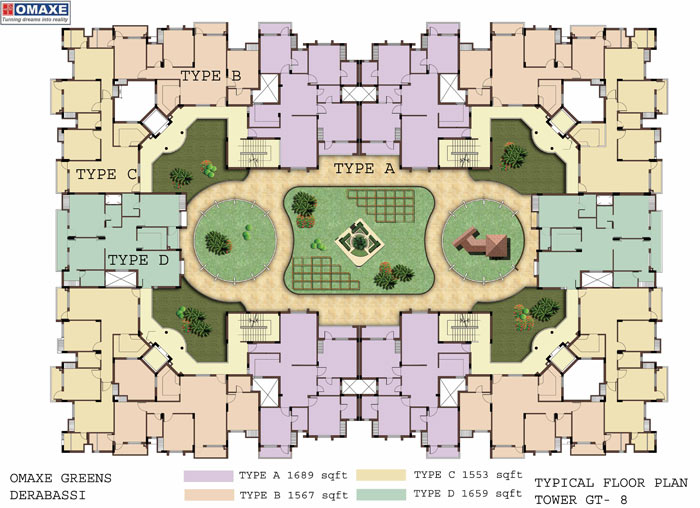 OMAXE
Turning dreams into reality
TYPE B
TYPE A
TYPE C
TYPE D
OMAXE GREENS
DERABASSI
TYPE A 1689 sqft
TYPE B 1567 sqft
TYPE C 1553 sqft
TYPE D 1659 sqft
TYPICAL FLOOR PLAN
TOWER GT- 8